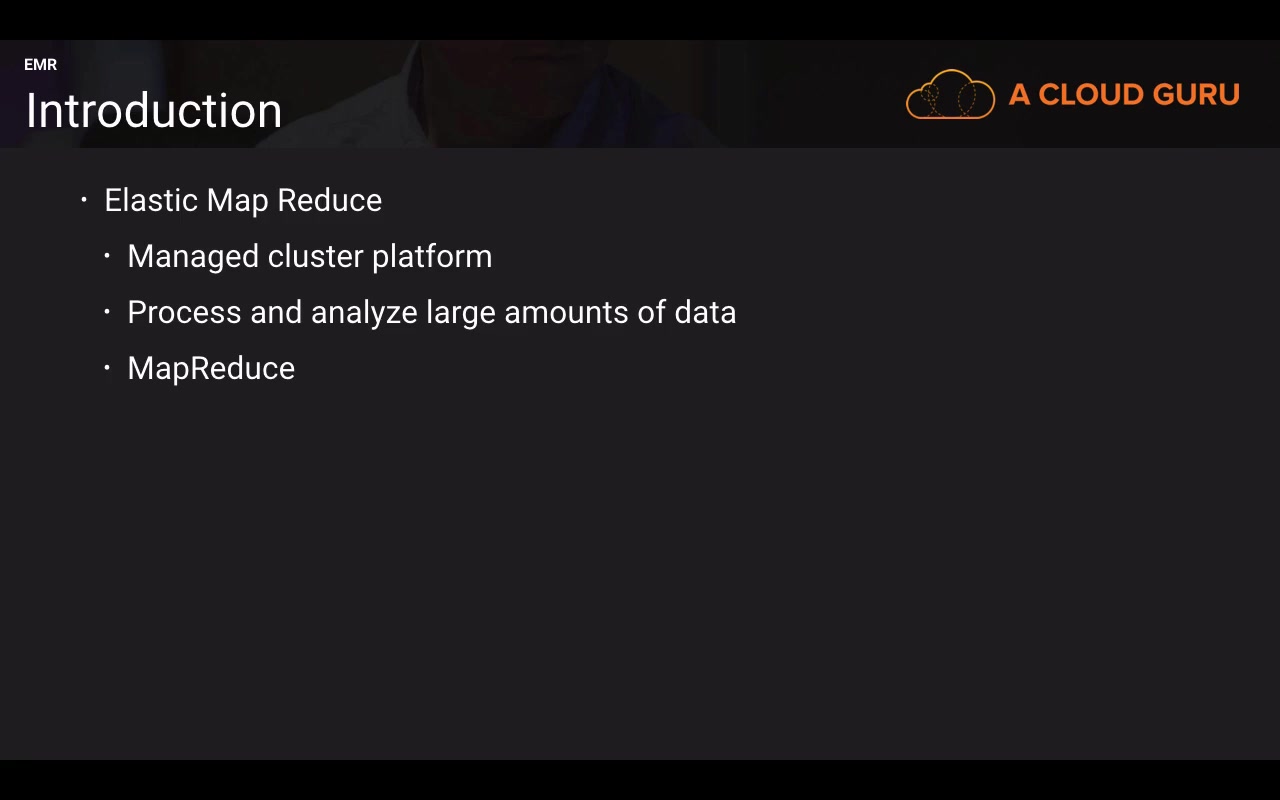 EMR
Introduction
A CLOUD GURU
· Elastic Map Reduce
· Managed cluster platform
· Process and analyze large amounts of data
· MapReduce